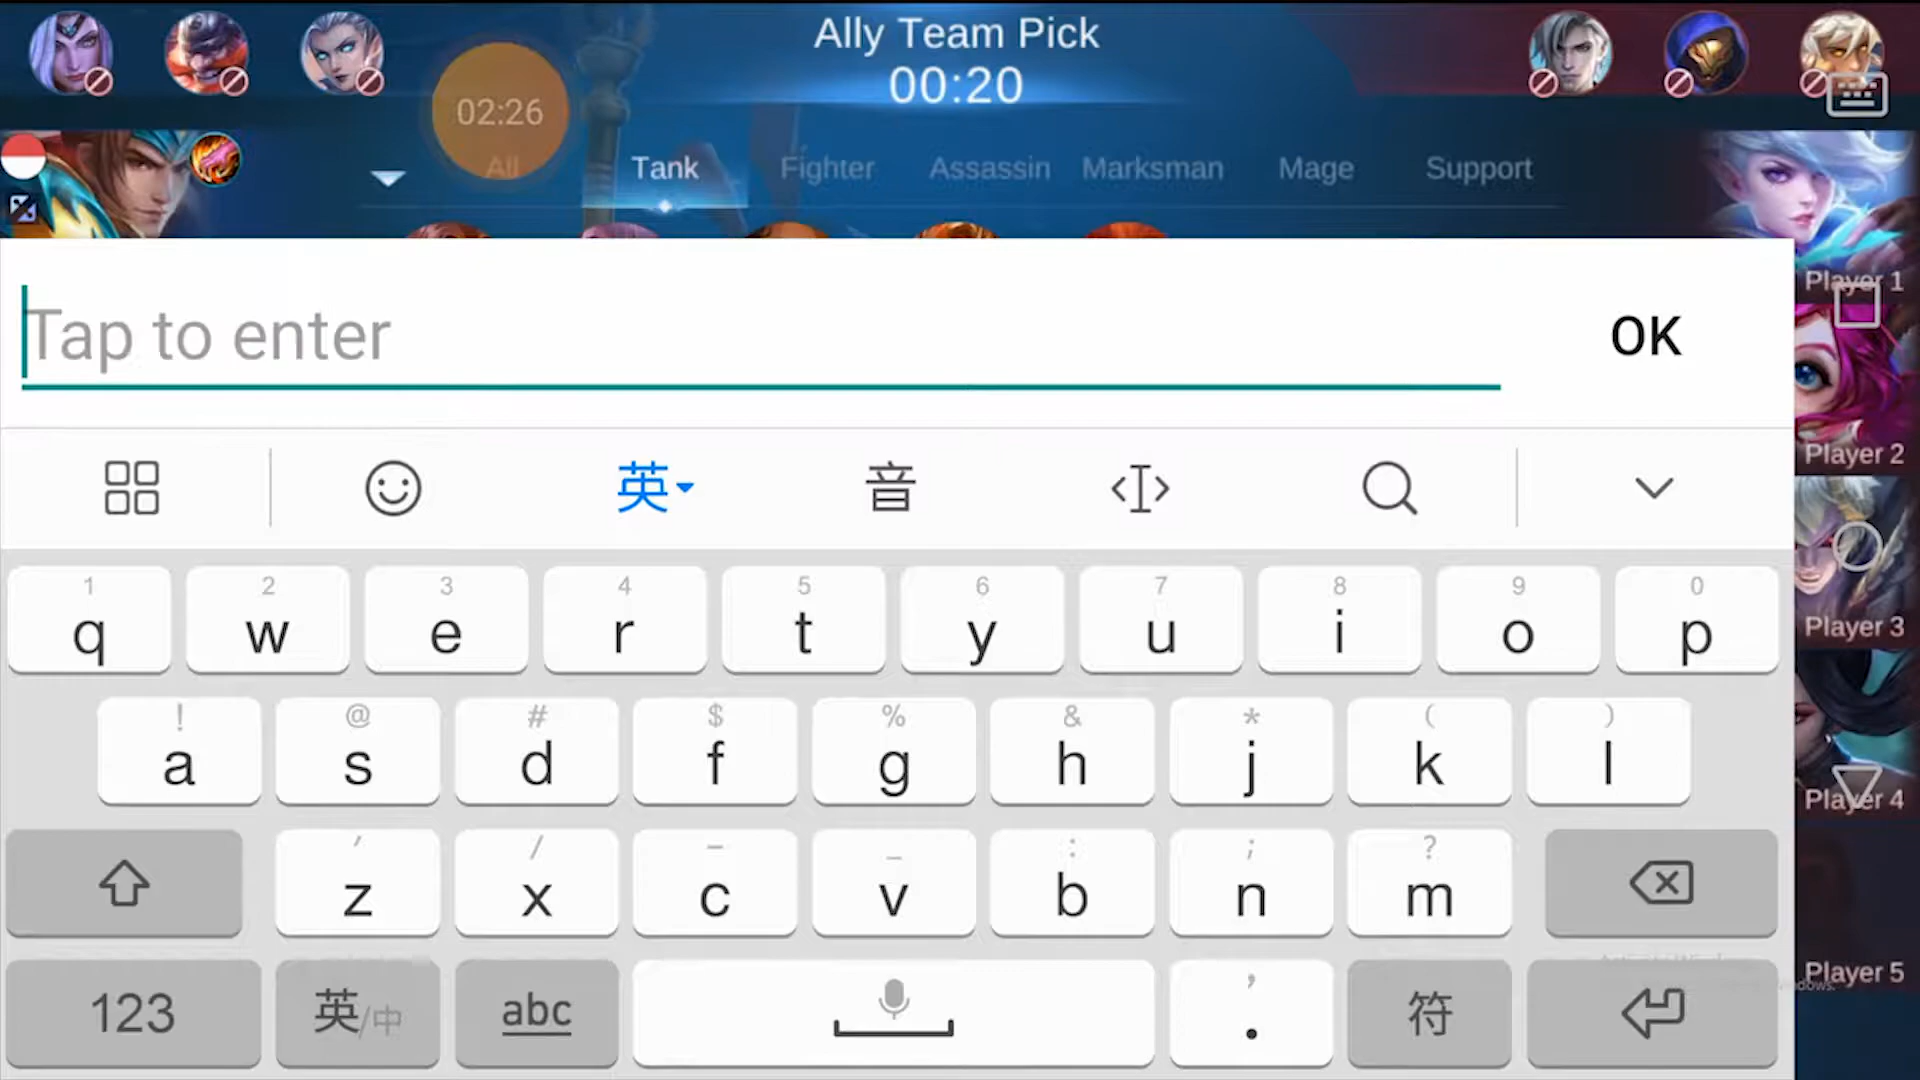 Ally Team Pick
00:20
02:26
All
Tank
Fighter
Assassin
Marksman
Mage
Support
Player 1
Tap to enter
OK
Player 2
英
音
1 2 3 4 5 6 7 8 9 0
q w e r t y u i o p
Player 3
! @ # $ % & * ( )
a s d f g h j k l
Player 4
' / - _ : ; ?
z x c v b n m
123
英/中
abc
,
.
符
Player 5